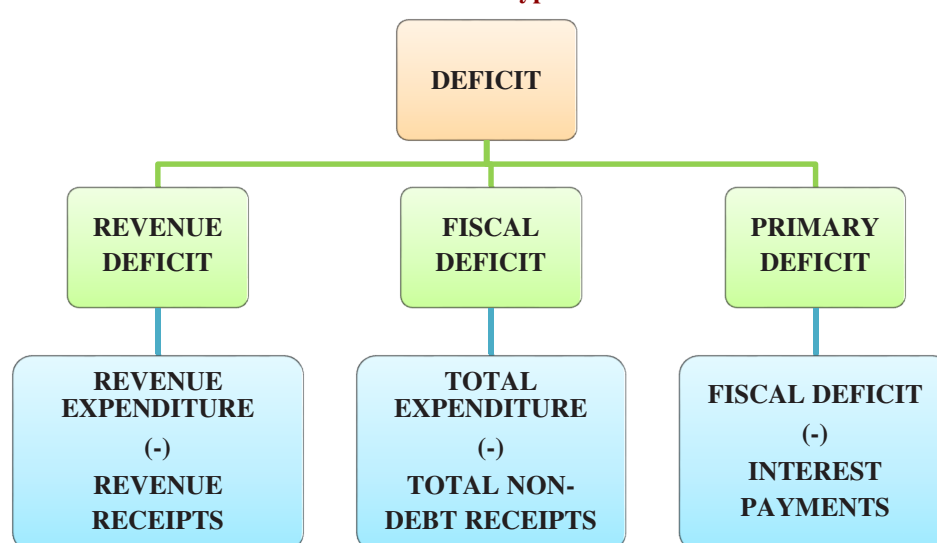 DEFICIT
REVENUE
DEFICIT
FISCAL
DEFICIT
PRIMARY
DEFICIT
REVENUE
EXPENDITURE
(-)
REVENUE
RECEIPTS
TOTAL
EXPENDITURE
(-)
TOTAL NON-
DEBT RECEIPTS
FISCAL DEFICIT
(-)
INTEREST
PAYMENTS